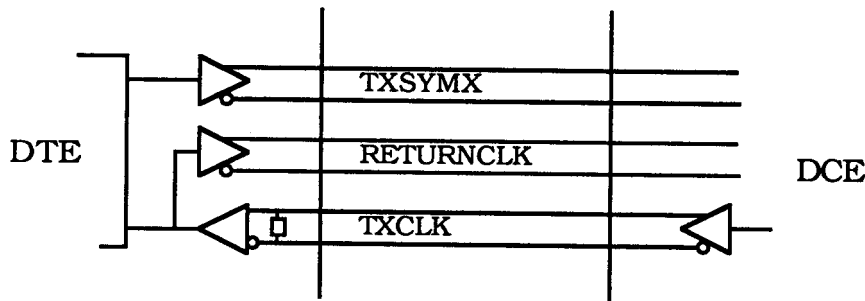 TXSYMX
DTE
RETURNCLK
DCE
TXCLK